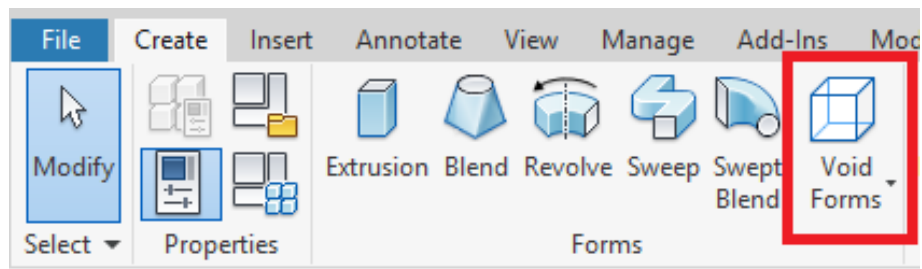 File Create Insert Annotate View Manage Add-Ins
Modify Extrusion Blend Revolve Sweep Swept Blend Void Forms
Select Properties Forms